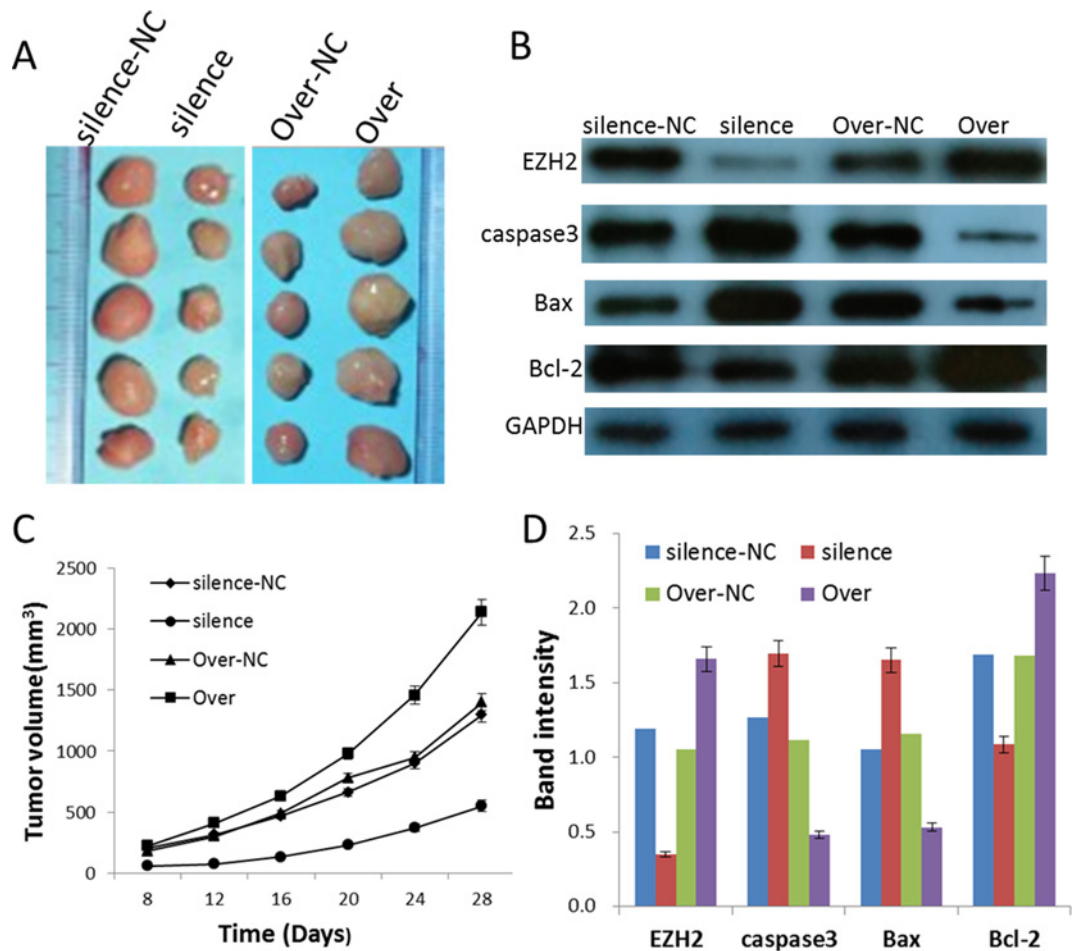 A
silence-NC
silence
Over-NC
Over
B
silence-NC silence Over-NC Over
EZH2
caspase3
Bax
Bcl-2
GAPDH
C
Tumor volume(mm³)
2500
2000
1500
1000
500
0
silence-NC
silence
Over-NC
Over
8 12 16 20 24 28
Time (Days)
D
Band intensity
2.5
2.0
1.5
1.0
0.5
0.0
silence-NC silence
Over-NC Over
EZH2 caspase3 Bax Bcl-2